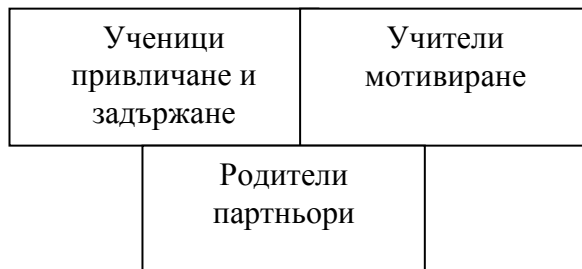 Ученици
привличане и
задържане
Учители
мотивиране
Родители
партньори